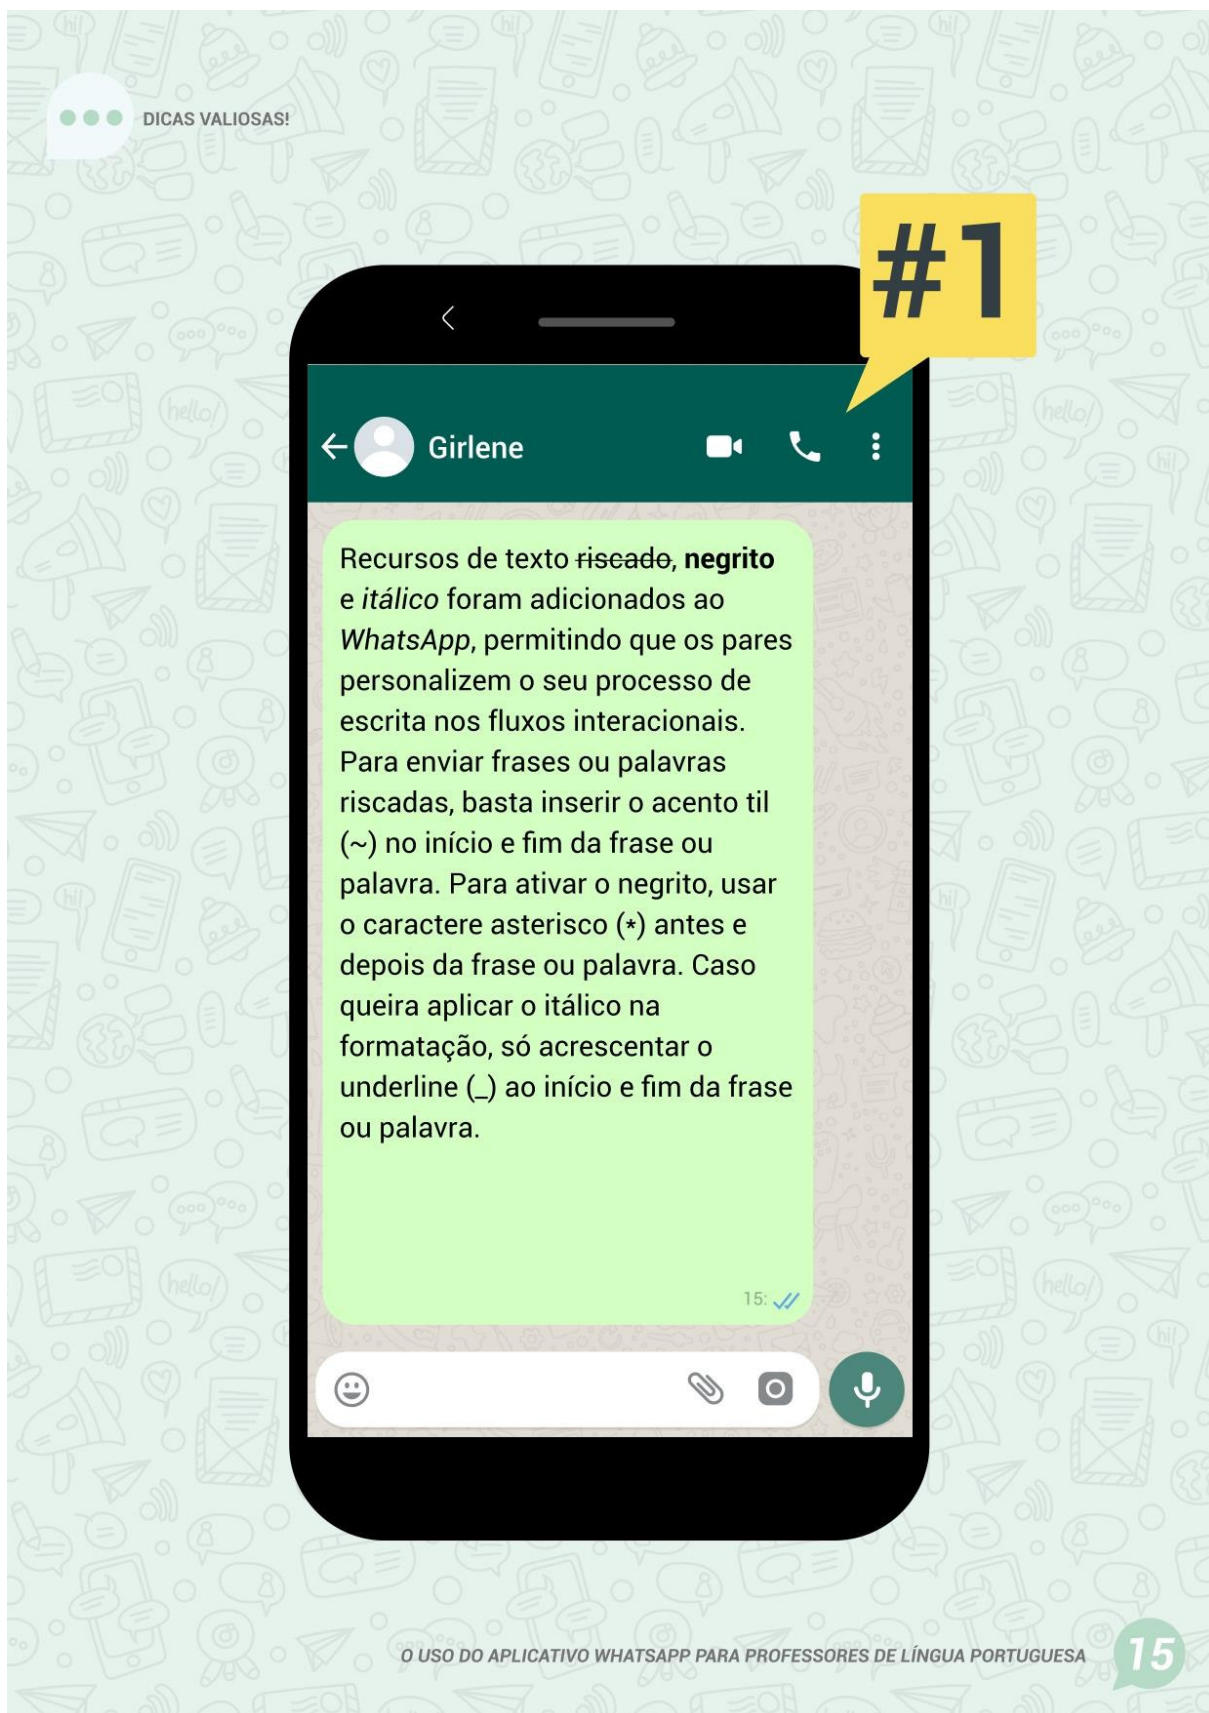 DICAS VALIOSAS!
#1
Girlene
Recursos de texto riscado, negrito
e itálico foram adicionados ao
WhatsApp, permitindo que os pares
personalizem o seu processo de
escrita nos fluxos interacionais.
Para enviar frases ou palavras
riscadas, basta inserir o acento til
(~) no início e fim da frase ou
palavra. Para ativar o negrito, usar
o caractere asterisco (*) antes e
depois da frase ou palavra. Caso
queira aplicar o itálico na
formatação, só acrescentar o
underline (_) ao início e fim da frase
ou palavra.
15:
O USO DO APLICATIVO WHATSAPP PARA PROFESSORES DE LÍNGUA PORTUGUESA
15